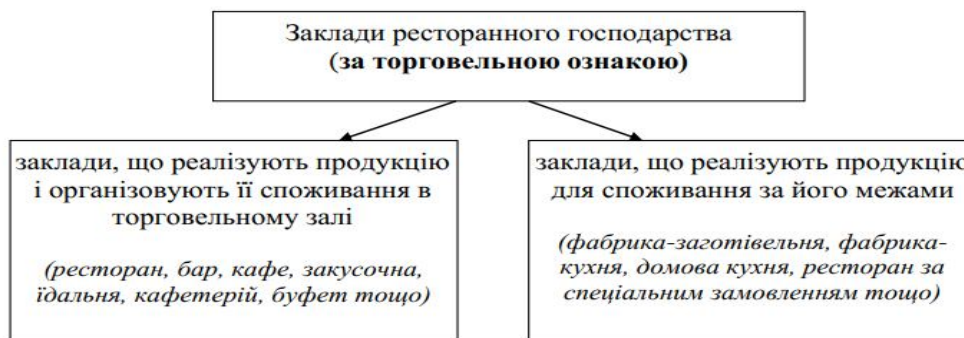 Заклади ресторанного господарства
(за торговельною ознакою)
заклади, що реалізують продукцію
і організовують її споживання в
торговельному залі
(ресторан, бар, кафе, закусочна,
їдальня, кафетерій, буфет тощо)
заклади, що реалізують продукцію
для споживання за його межами
(фабрика-заготівельня, фабрика-
кухня, домова кухня, ресторан за
спеціальним замовленням тощо)